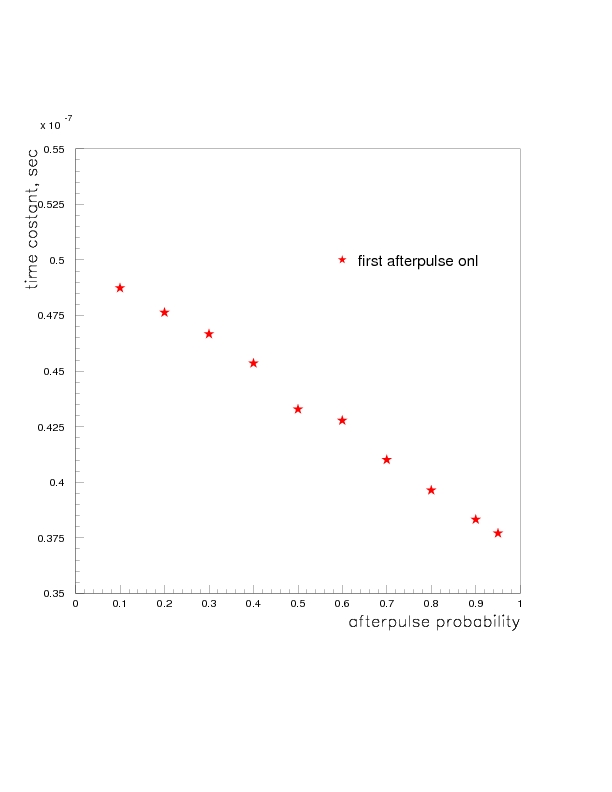 x 10 -7
time costant, sec
0.55
0.525
0.5
0.475
0.45
0.425
0.4
0.375
0.35
first afterpulse onl
0 0.1 0.2 0.3 0.4 0.5 0.6 0.7 0.8 0.9 1
afterpulse probability